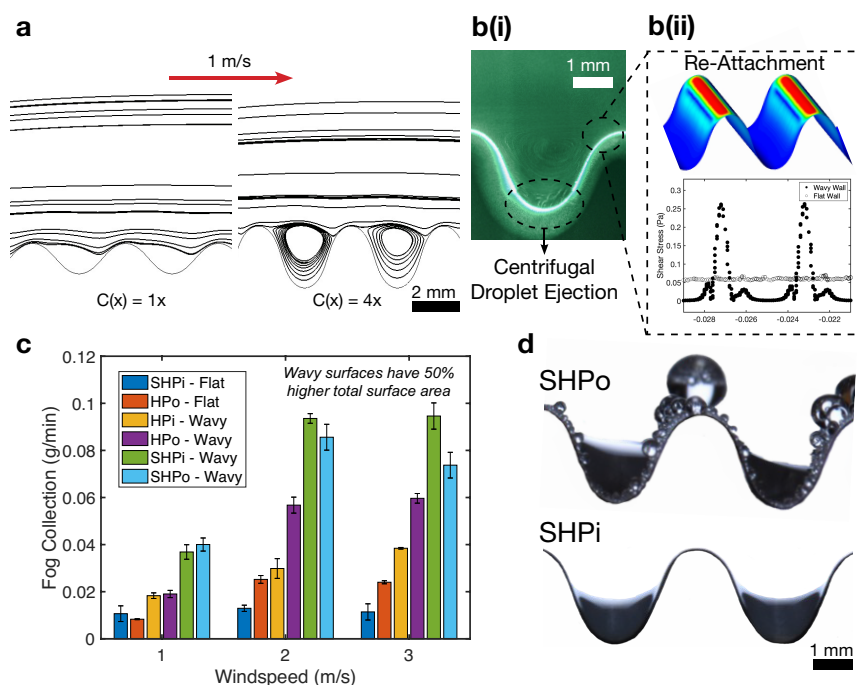 a
1 m/s
C(x) = 1x
C(x) = 4x
2 mm
b(i)
1 mm
Centrifugal
Droplet Ejection
b(ii)
Re-Attachment
Wavy Wall
Flat Wall
Shear Stress (Pa)
0.3
0.25
0.2
0.15
0.1
0.05
0
-0.028
-0.026
-0.024
-0.022
c
Fog Collection (g/min)
0.12
0.1
0.08
0.06
0.04
0.02
0
SHPi - Flat
HPo - Flat
HPi - Wavy
HPo - Wavy
SHPi - Wavy
SHPo - Wavy
Wavy surfaces have 50%
higher total surface area
1
2
3
Windspeed (m/s)
d
SHPo
SHPi
1 mm